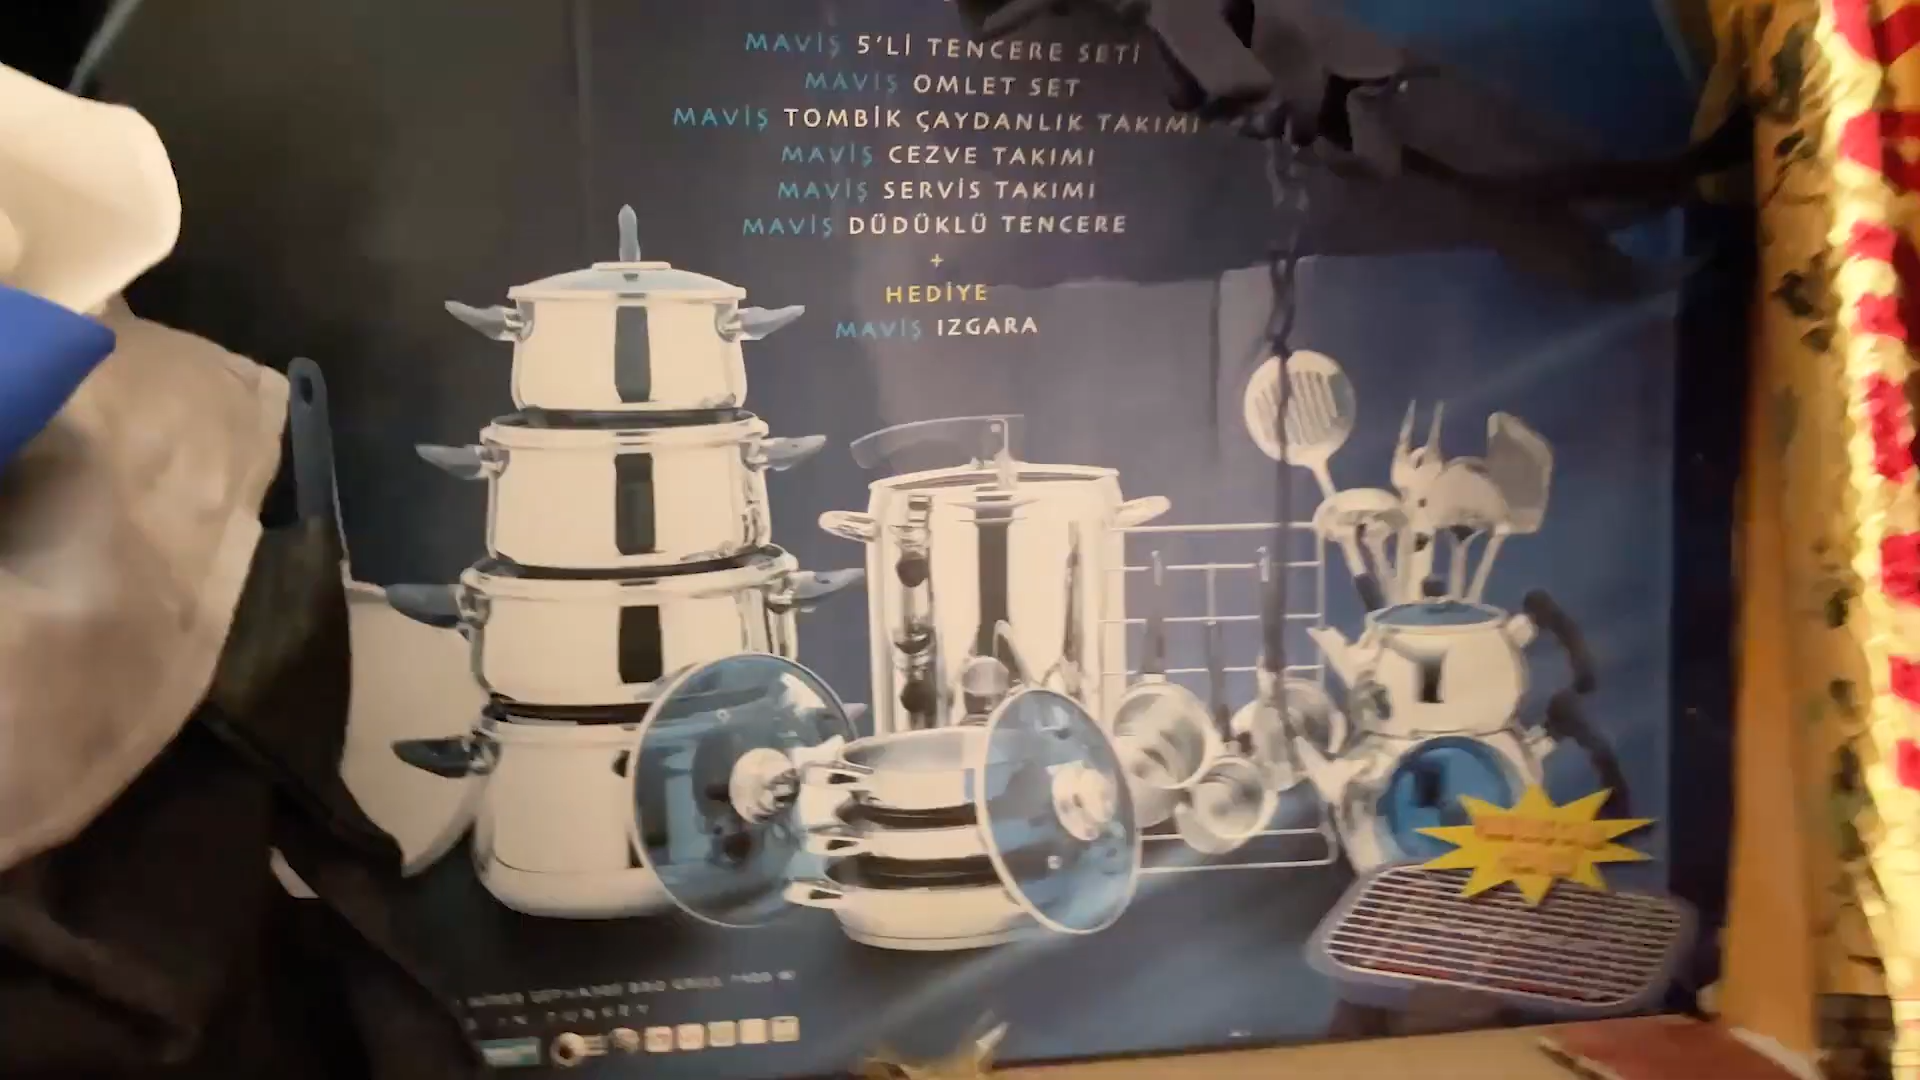 MAVİŞ 5'Lİ TENCERE SETİ
MAVİŞ OMLET SET
MAVİŞ TOMBİK ÇAYDANLIK TAKIMI
MAVİŞ CEZVE TAKIMI
MAVİŞ SERVİS TAKIMI
MAVİŞ DÜDÜKLÜ TENCERE
+
HEDİYE
MAVİŞ IZGARA